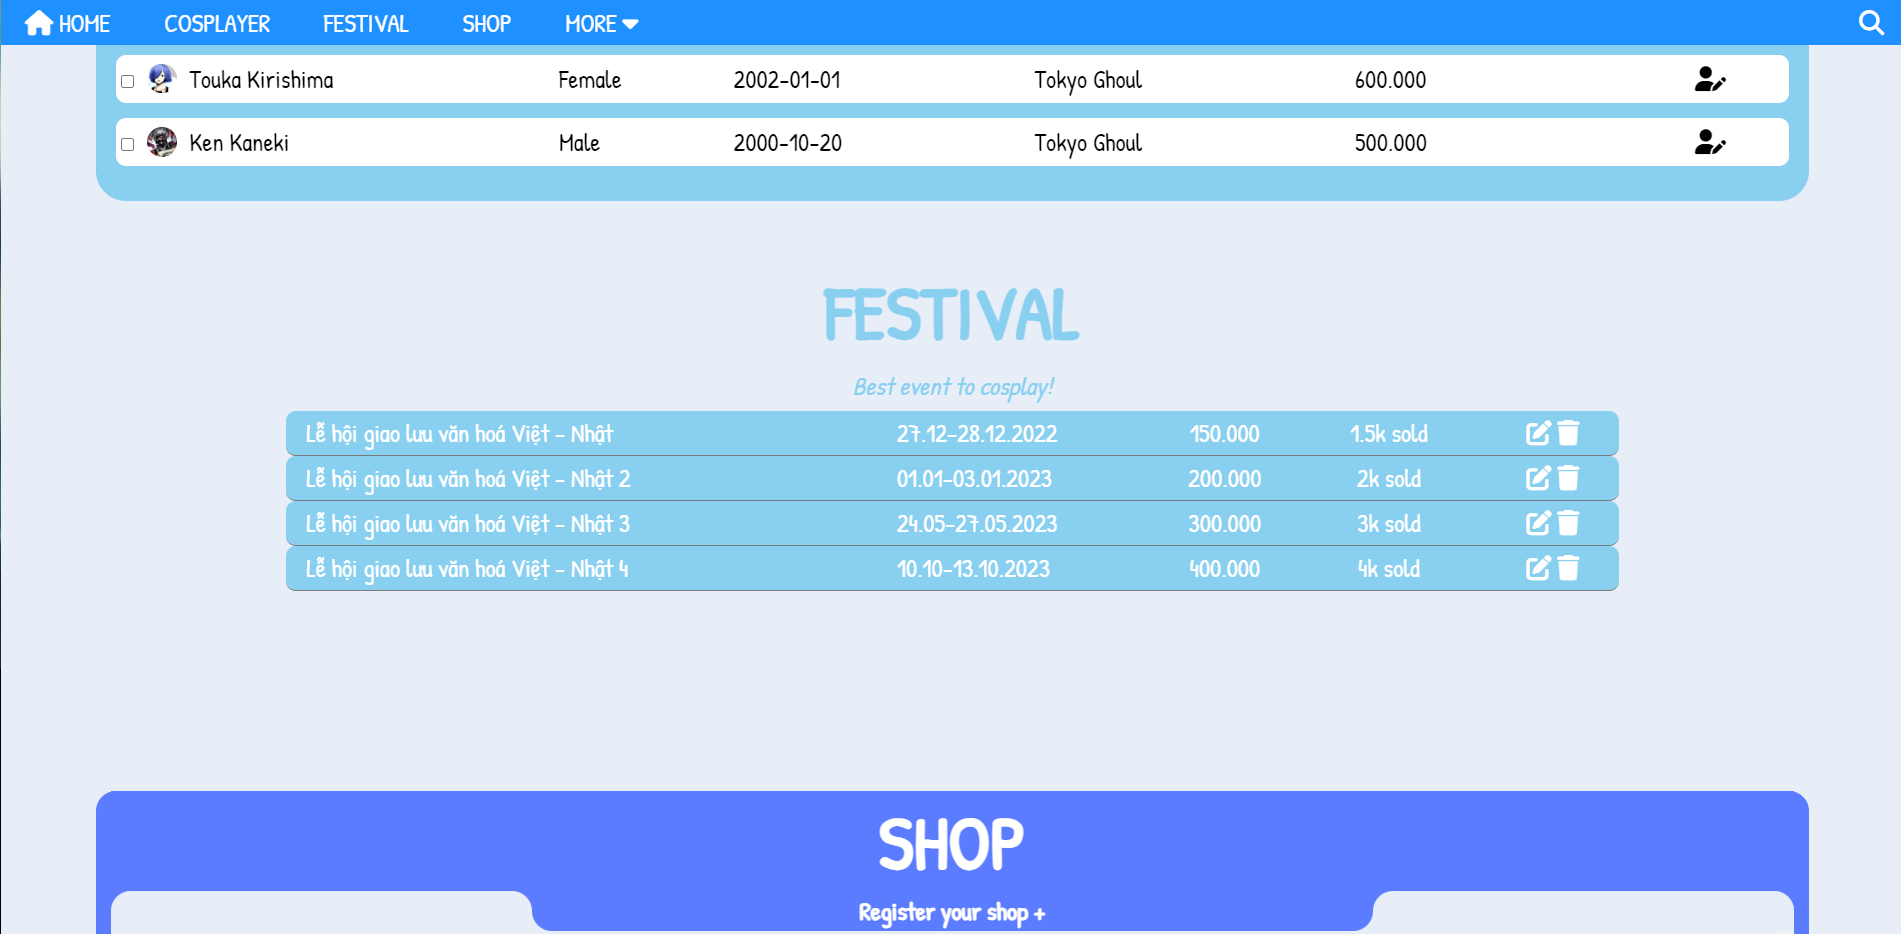 HOME COSPLAYER FESTIVAL SHOP MORE
Touka Kirishima Female 2002-01-01 Tokyo Ghoul 600.000
Ken Kaneki Male 2000-10-20 Tokyo Ghoul 500.000
FESTIVAL
Best event to cosplay!
Lễ hội giao lưu văn hoá Việt - Nhật 27.12-28.12.2022 150.000 1.5k sold
Lễ hội giao lưu văn hoá Việt - Nhật 2 01.01-03.01.2023 200.000 2k sold
Lễ hội giao lưu văn hoá Việt - Nhật 3 24.05-27.05.2023 300.000 3k sold
Lễ hội giao lưu văn hoá Việt - Nhật 4 10.10-13.10.2023 400.000 4k sold
SHOP
Register your shop +